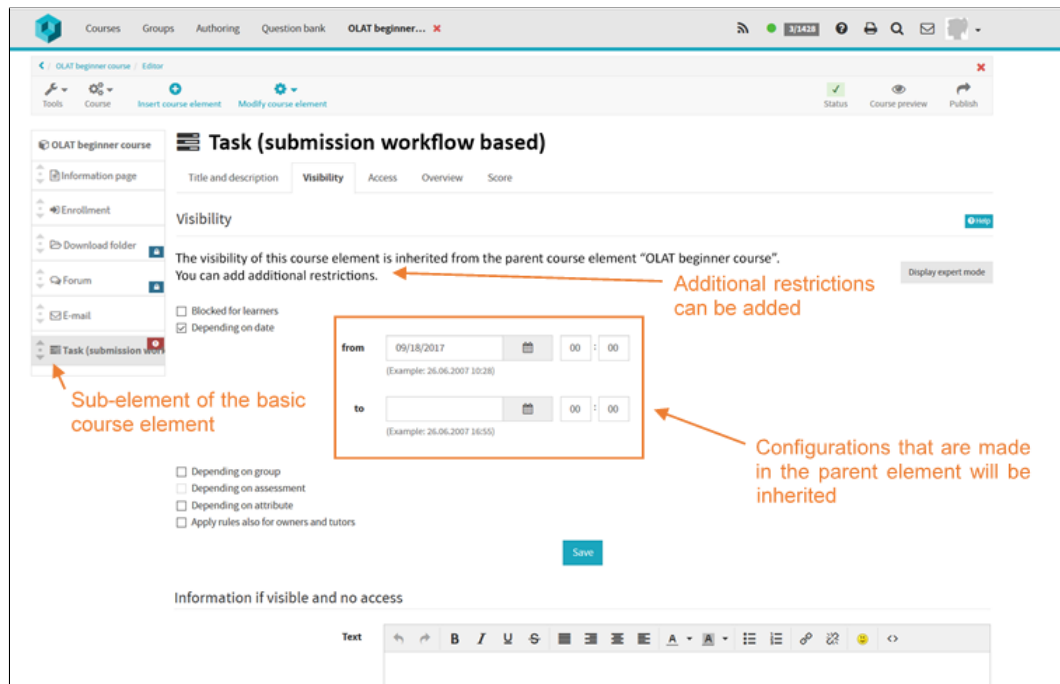 Courses Groups Authoring Question bank OLAT beginner... ✖ 3/1428
/ OLAT beginner course / Editor
Tools Course Insert course element Modify course element Status Course preview Publish
OLAT beginner course
Information page
Enrollment
Download folder
Forum
E-mail
Task (submission wor
Sub-element of the basic
course element
Task (submission workflow based)
Title and description Visibility Access Overview Score
Visibility Help
The visibility of this course element is inherited from the parent course element “OLAT beginner course”.
You can add additional restrictions.
Display expert mode
Additional restrictions
can be added
Blocked for learners
Depending on date
from 09/18/2017 00 : 00
(Example: 26.06.2007 10:28)
to 00 : 00
(Example: 26.06.2007 16:55)
Configurations that are made
in the parent element will be
inherited
Depending on group
Depending on assessment
Depending on attribute
Apply rules also for owners and tutors
Save
Information if visible and no access
Text B I U S A A